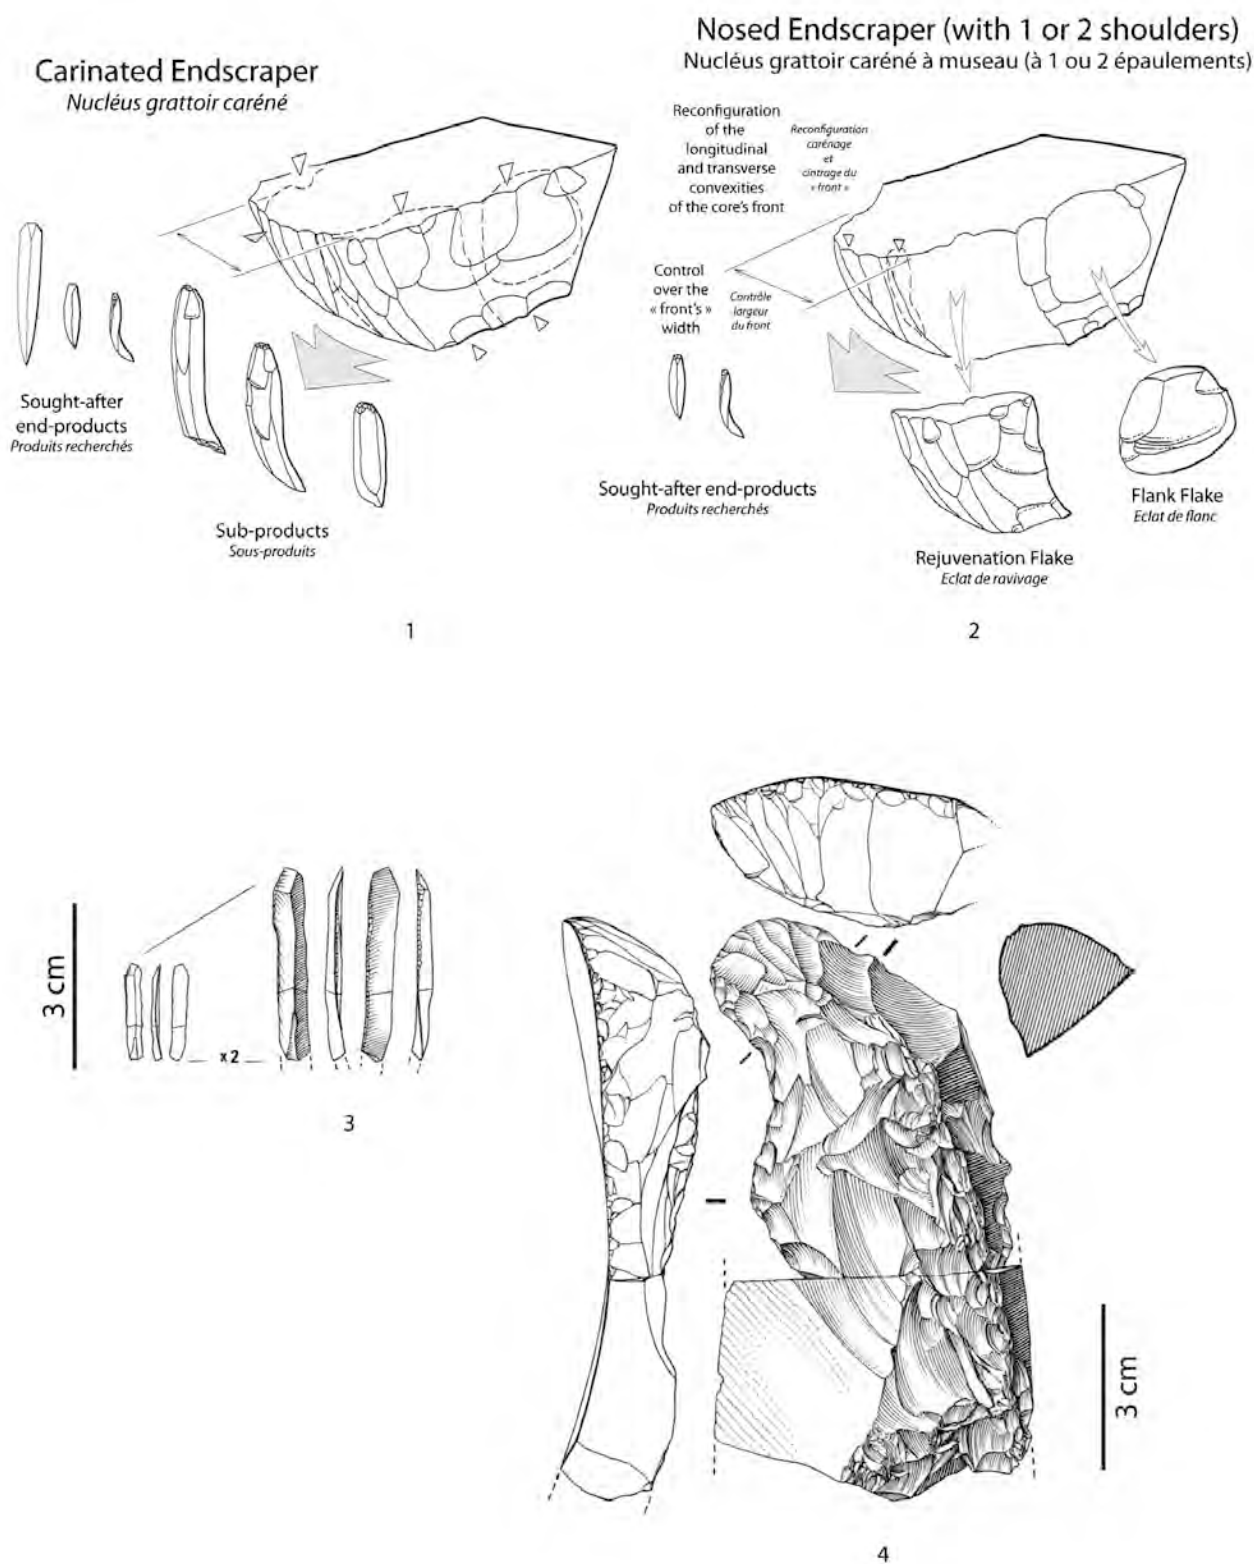 Carinated Endscraper
Nucléus grattoir caréné
Nosed Endscraper (with 1 or 2 shoulders)
Nucléus grattoir caréné à museau (à 1 ou 2 épaulements)
Reconfiguration
of the
longitudinal
and transverse
convexities
of the core's front
Reconfiguration
carénage
et
cintrage du
« front »
Control
over the
« front's »
width
Contrôle
largeur
du front
Sought-after
end-products
Produits recherchés
Sub-products
Sous-produits
Sought-after end-products
Produits recherchés
Rejuvenation Flake
Eclat de ravivage
Flank Flake
Eclat de flanc
1
2
3 cm
x 2
3
3 cm
4